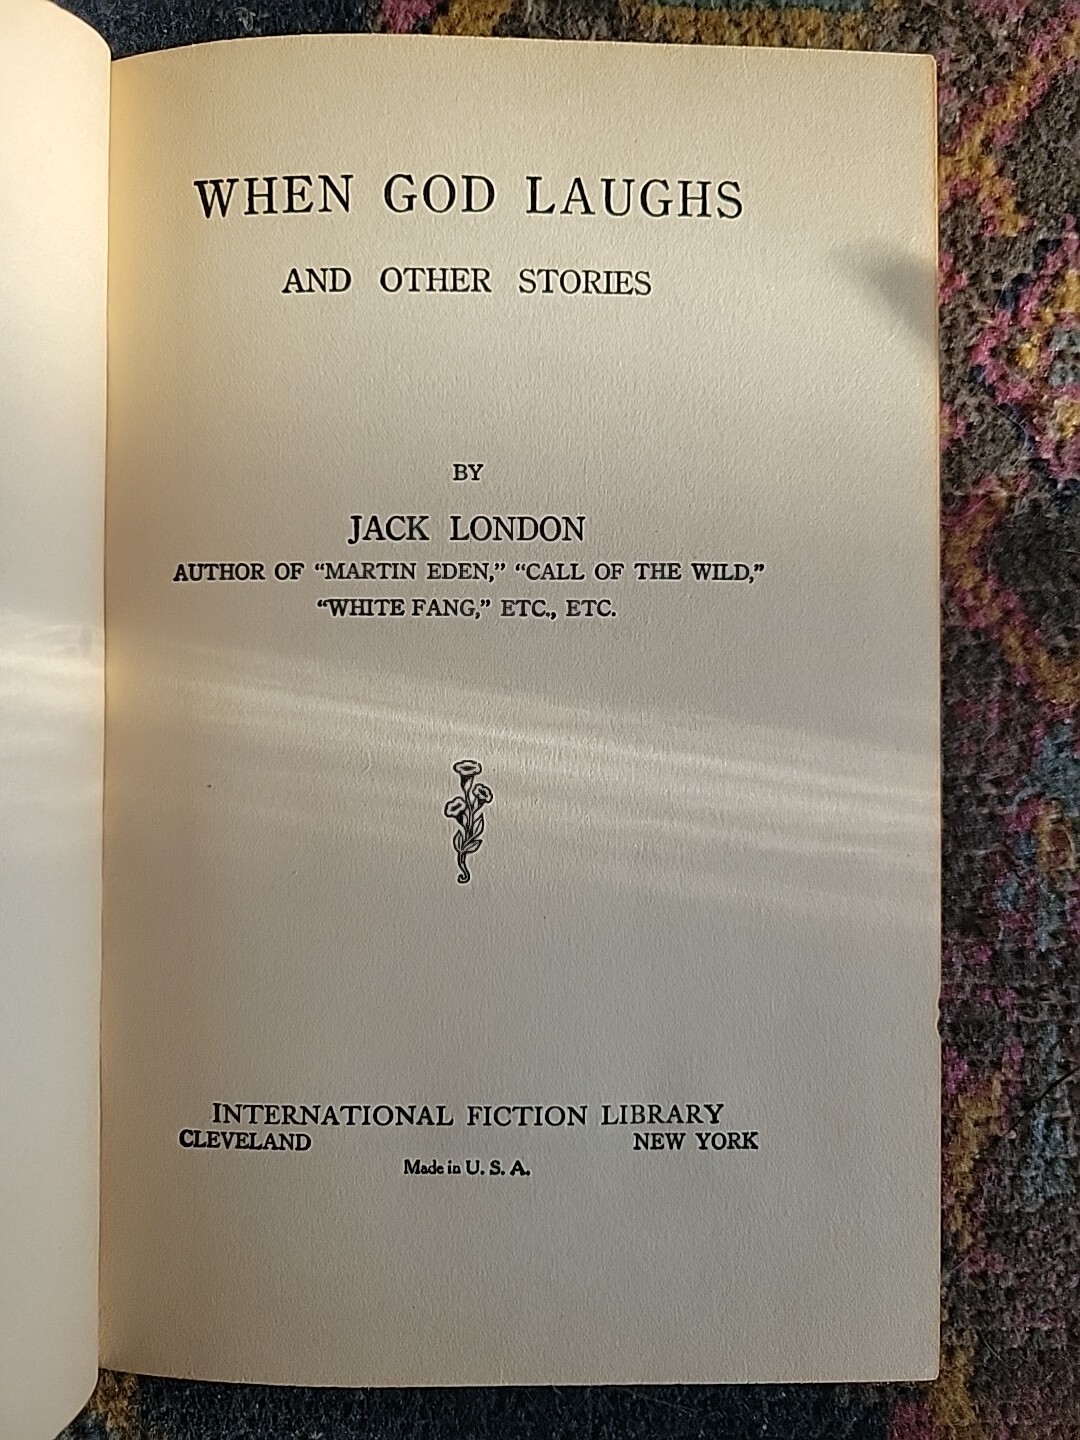 WHEN GOD LAUGHS
AND OTHER STORIES
BY
JACK LONDON
AUTHOR OF “MARTIN EDEN,” “CALL OF THE WILD,”
“WHITE FANG,” ETC., ETC.
INTERNATIONAL FICTION LIBRARY
CLEVELAND NEW YORK
Made in U. S. A.